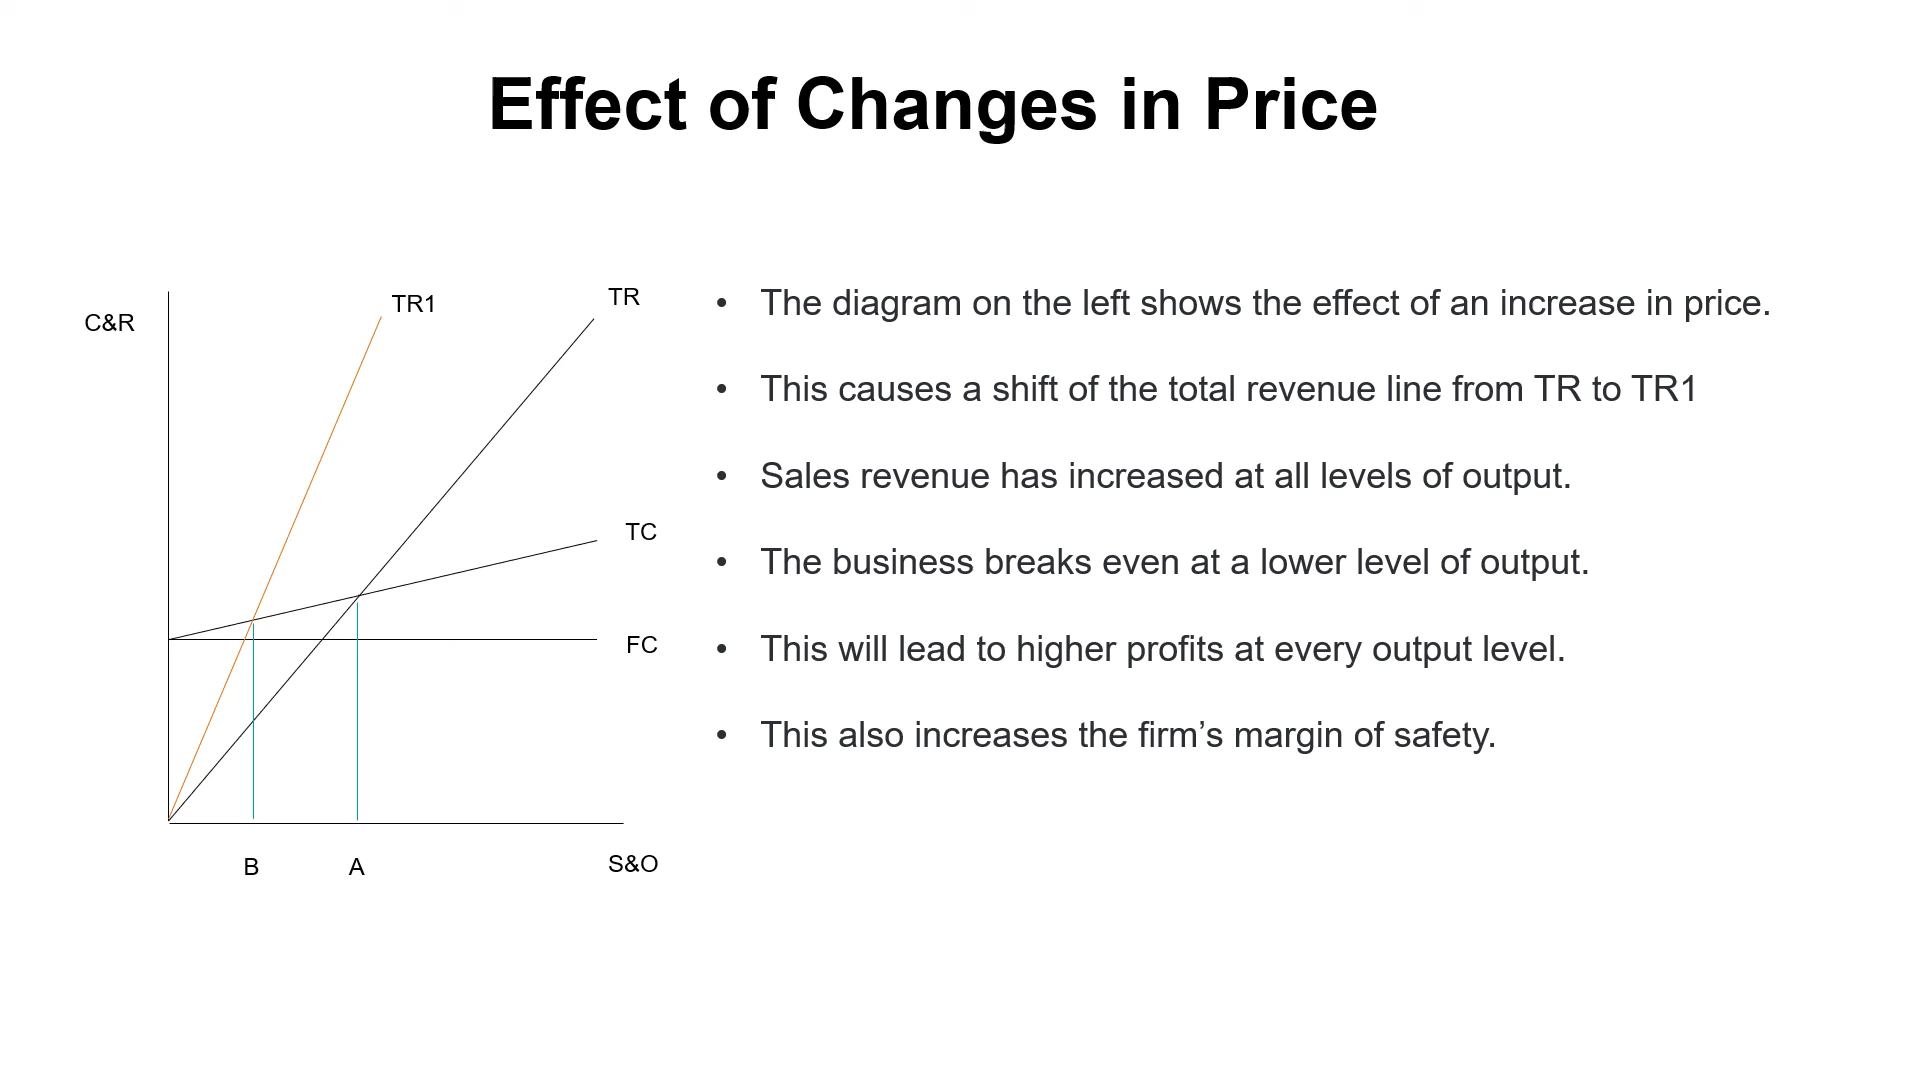 Effect of Changes in Price
C&R
TR1
TR
TC
FC
B
A
S&O
• The diagram on the left shows the effect of an increase in price.
• This causes a shift of the total revenue line from TR to TR1
• Sales revenue has increased at all levels of output.
• The business breaks even at a lower level of output.
• This will lead to higher profits at every output level.
• This also increases the firm’s margin of safety.